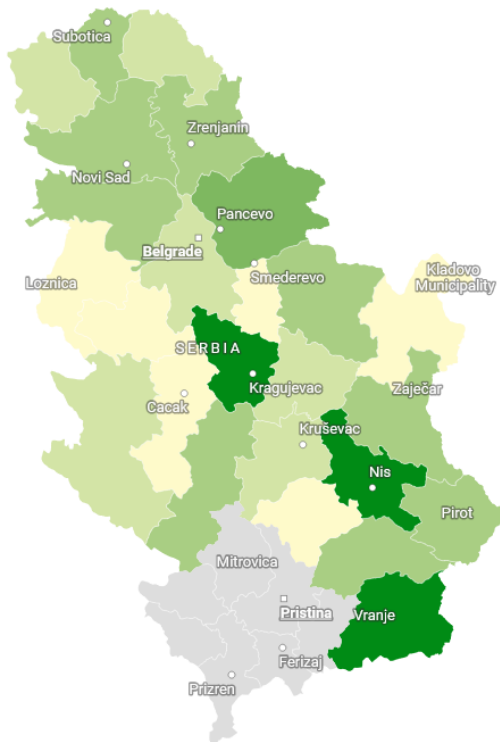 Subotica
Zrenjanin
Novi Sad
Pancevo
Belgrade
Smederevo
Kladovo
Municipality
Loznica
SERBIA
Kragujevac
Zaječar
Cacak
Kruševac
Nis
Pirot
Mitrovica
Pristina
Vranje
Ferizaj
Prizren